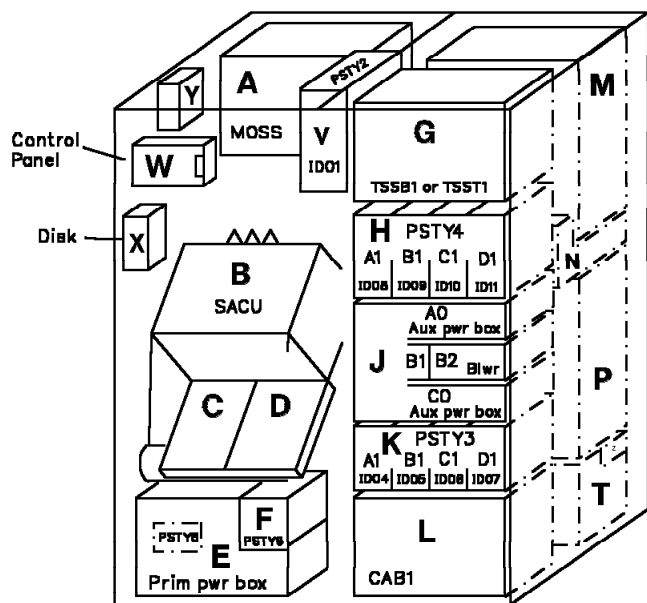 A
PSTY2
Y
M
Control
Panel
MOSS
V
G
W
ID01
TSSB1 or TSST1
Disk
X
H PSTY4
A1 B1 C1 D1
ID08 ID09 ID10 ID11
N
B
SACU
A0
Aux pwr box
J B1 B2 Blwr
C0
Aux pwr box
P
C D
K PSTY3
A1 B1 C1 D1
ID04 ID05 ID06 ID07
T
F
PSTY5
E
Prim pwr box
L
CAB1